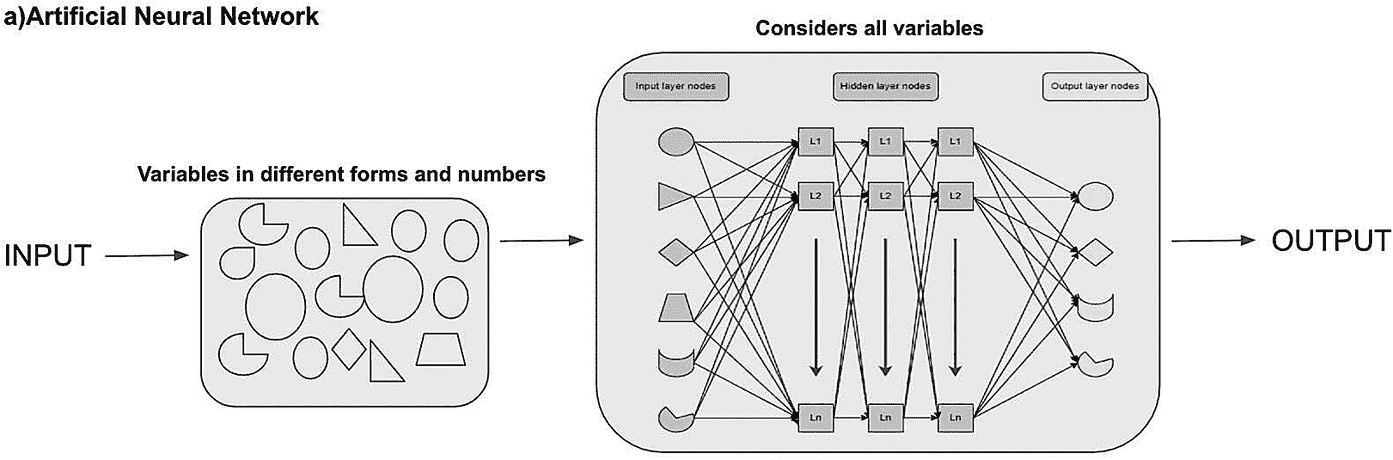 a)Artificial Neural Network
Considers all variables
Input layer nodes
Hidden layer nodes
Output layer nodes
Variables in different forms and numbers
L1 L1 L1
L2 L2 L2
INPUT
OUTPUT
Ln Ln Ln